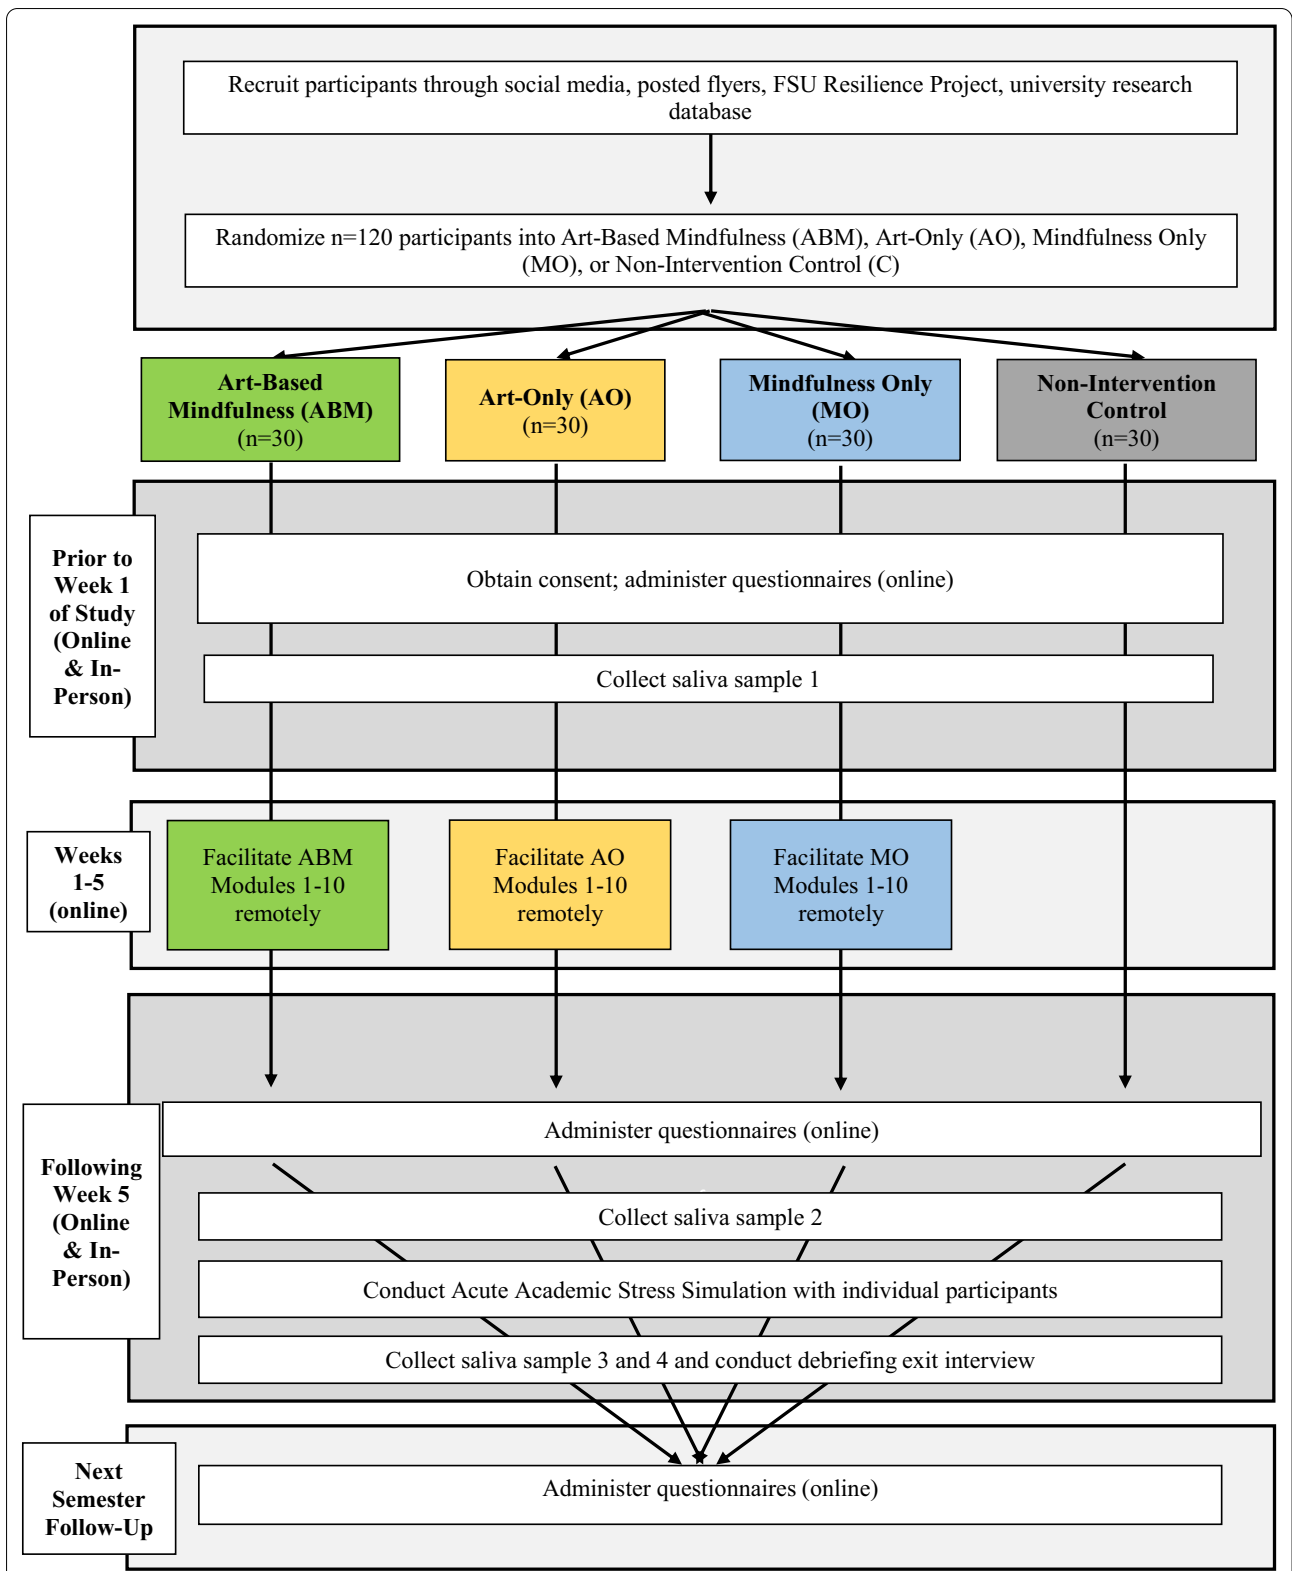 Recruit participants through social media, posted flyers, FSU Resilience Project, university research
database
Randomize n=120 participants into Art-Based Mindfulness (ABM), Art-Only (AO), Mindfulness Only
(MO), or Non-Intervention Control (C)
Art-Based
Mindfulness (ABM)
(n=30)
Art-Only (AO)
(n=30)
Mindfulness Only
(MO)
(n=30)
Non-Intervention
Control
(n=30)
Prior to
Week 1
of Study
(Online
& In-
Person)
Obtain consent; administer questionnaires (online)
Collect saliva sample 1
Weeks
1-5
(online)
Facilitate ABM
Modules 1-10
remotely
Facilitate AO
Modules 1-10
remotely
Facilitate MO
Modules 1-10
remotely
Following
Week 5
(Online
& In-
Person)
Administer questionnaires (online)
Collect saliva sample 2
Conduct Acute Academic Stress Simulation with individual participants
Collect saliva sample 3 and 4 and conduct debriefing exit interview
Next
Semester
Follow-Up
Administer questionnaires (online)